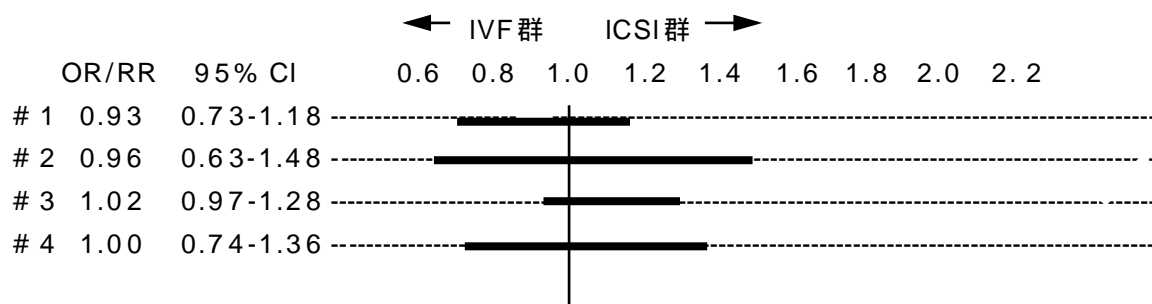 IVF群 ICSI群
OR/RR 95% CI 0.6 0.8 1.0 1.2 1.4 1.6 1.8 2.0 2.2
#1 0.93 0.73-1.18
#2 0.96 0.63-1.48
#3 1.02 0.97-1.28
#4 1.00 0.74-1.36